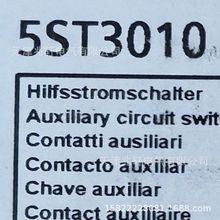 5ST3010
Hilfsstromschalter
Auxiliary circuit swit
Contatti ausiliari
Contacto auxiliar
Chave auxiliar
Contact auxiliaire